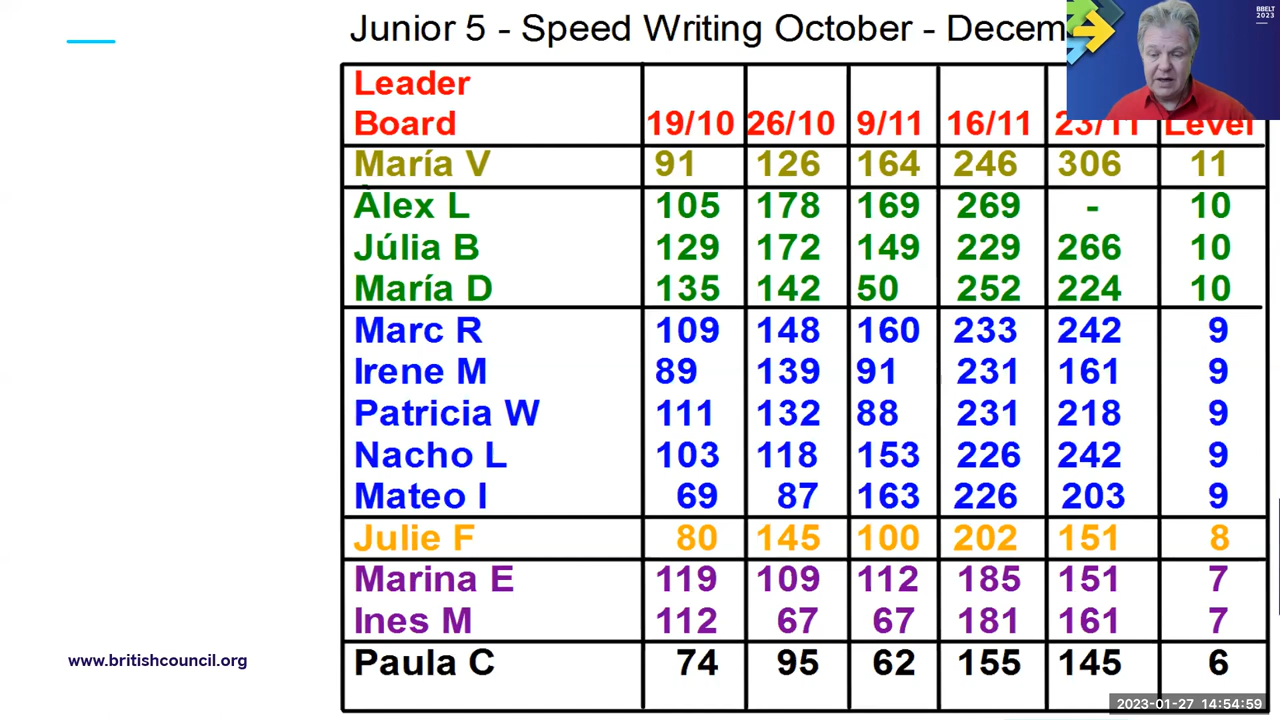 Junior 5 - Speed Writing October - Decem
BBELT
2023
Leader
Board 19/10 26/10 9/11 16/11 23/11 Level
María V 91 126 164 246 306 11
Àlex L 105 178 169 269 - 10
Júlia B 129 172 149 229 266 10
María D 135 142 50 252 224 10
Marc R 109 148 160 233 242 9
Irene M 89 139 91 231 161 9
Patricia W 111 132 88 231 218 9
Nacho L 103 118 153 226 242 9
Mateo I 69 87 163 226 203 9
Julie F 80 145 100 202 151 8
Marina E 119 109 112 185 151 7
Ines M 112 67 67 181 161 7
Paula C 74 95 62 155 145 6
www.britishcouncil.org
2023-01-27 14:54:59